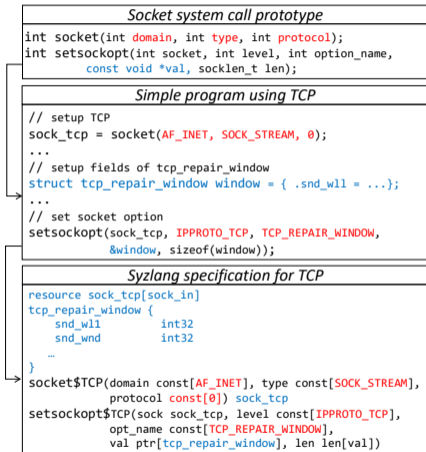 Socket system call prototype
int socket(int domain, int type, int protocol);
int setsockopt(int socket, int level, int option_name,
const void *val, socklen_t len);
Simple program using TCP
// setup TCP
sock_tcp = socket(AF_INET, SOCK_STREAM, 0);
...
// setup fields of tcp_repair_window
struct tcp_repair_window window = { .snd_wl1 = ...};
...
// set socket option
setsockopt(sock_tcp, IPPROTO_TCP, TCP_REPAIR_WINDOW,
&window, sizeof(window));
Syzlang specification for TCP
resource sock_tcp[sock_in]
tcp_repair_window {
snd_wl1 int32
snd_wnd int32
…
}
socket$TCP(domain const[AF_INET], type const[SOCK_STREAM],
protocol const[0]) sock_tcp
setsockopt$TCP(sock sock_tcp, level const[IPPROTO_TCP],
opt_name const[TCP_REPAIR_WINDOW],
val ptr[tcp_repair_window], len len[val])